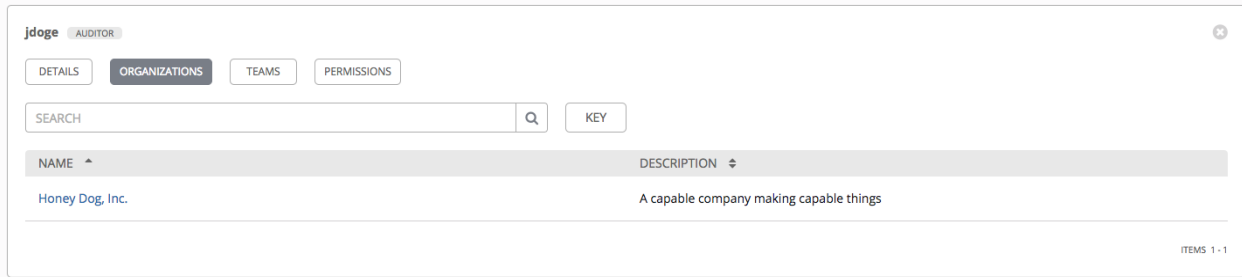 jdoge AUDITOR
DETAILS ORGANIZATIONS TEAMS PERMISSIONS
SEARCH KEY
NAME DESCRIPTION
Honey Dog, Inc. A capable company making capable things
ITEMS 1 - 1